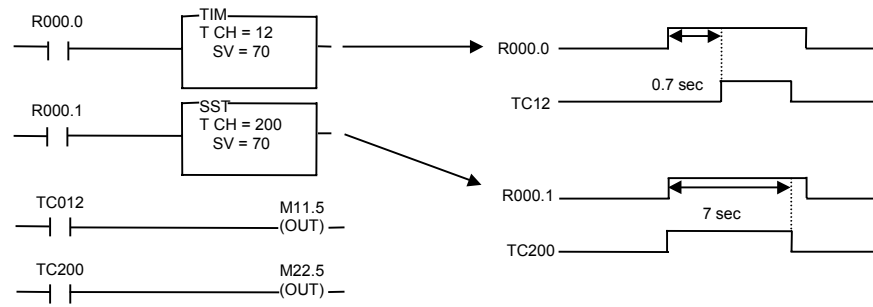 R000.0
TIM
T CH = 12
SV = 70
R000.1
SST
T CH = 200
SV = 70
TC012
M11.5
(OUT)
TC200
M22.5
(OUT)
R000.0
0.7 sec
TC12
R000.1
7 sec
TC200